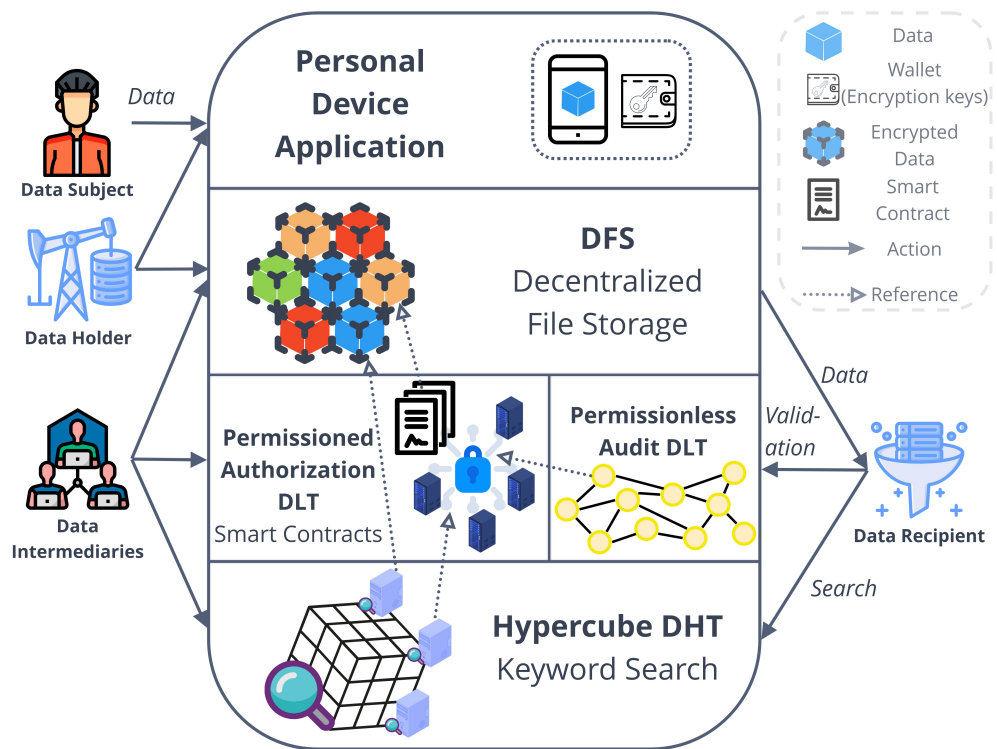 Personal
Device
Application
Data
Data Subject
Data Holder
DFS
Decentralized
File Storage
Permissioned
Authorization
DLT
Smart Contracts
Permissionless
Audit DLT
Data
Intermediaries
Hypercube DHT
Keyword Search
Data
Valid-
ation
Data Recipient
Search
Data
Wallet
(Encryption keys)
Encrypted
Data
Smart
Contract
Action
Reference